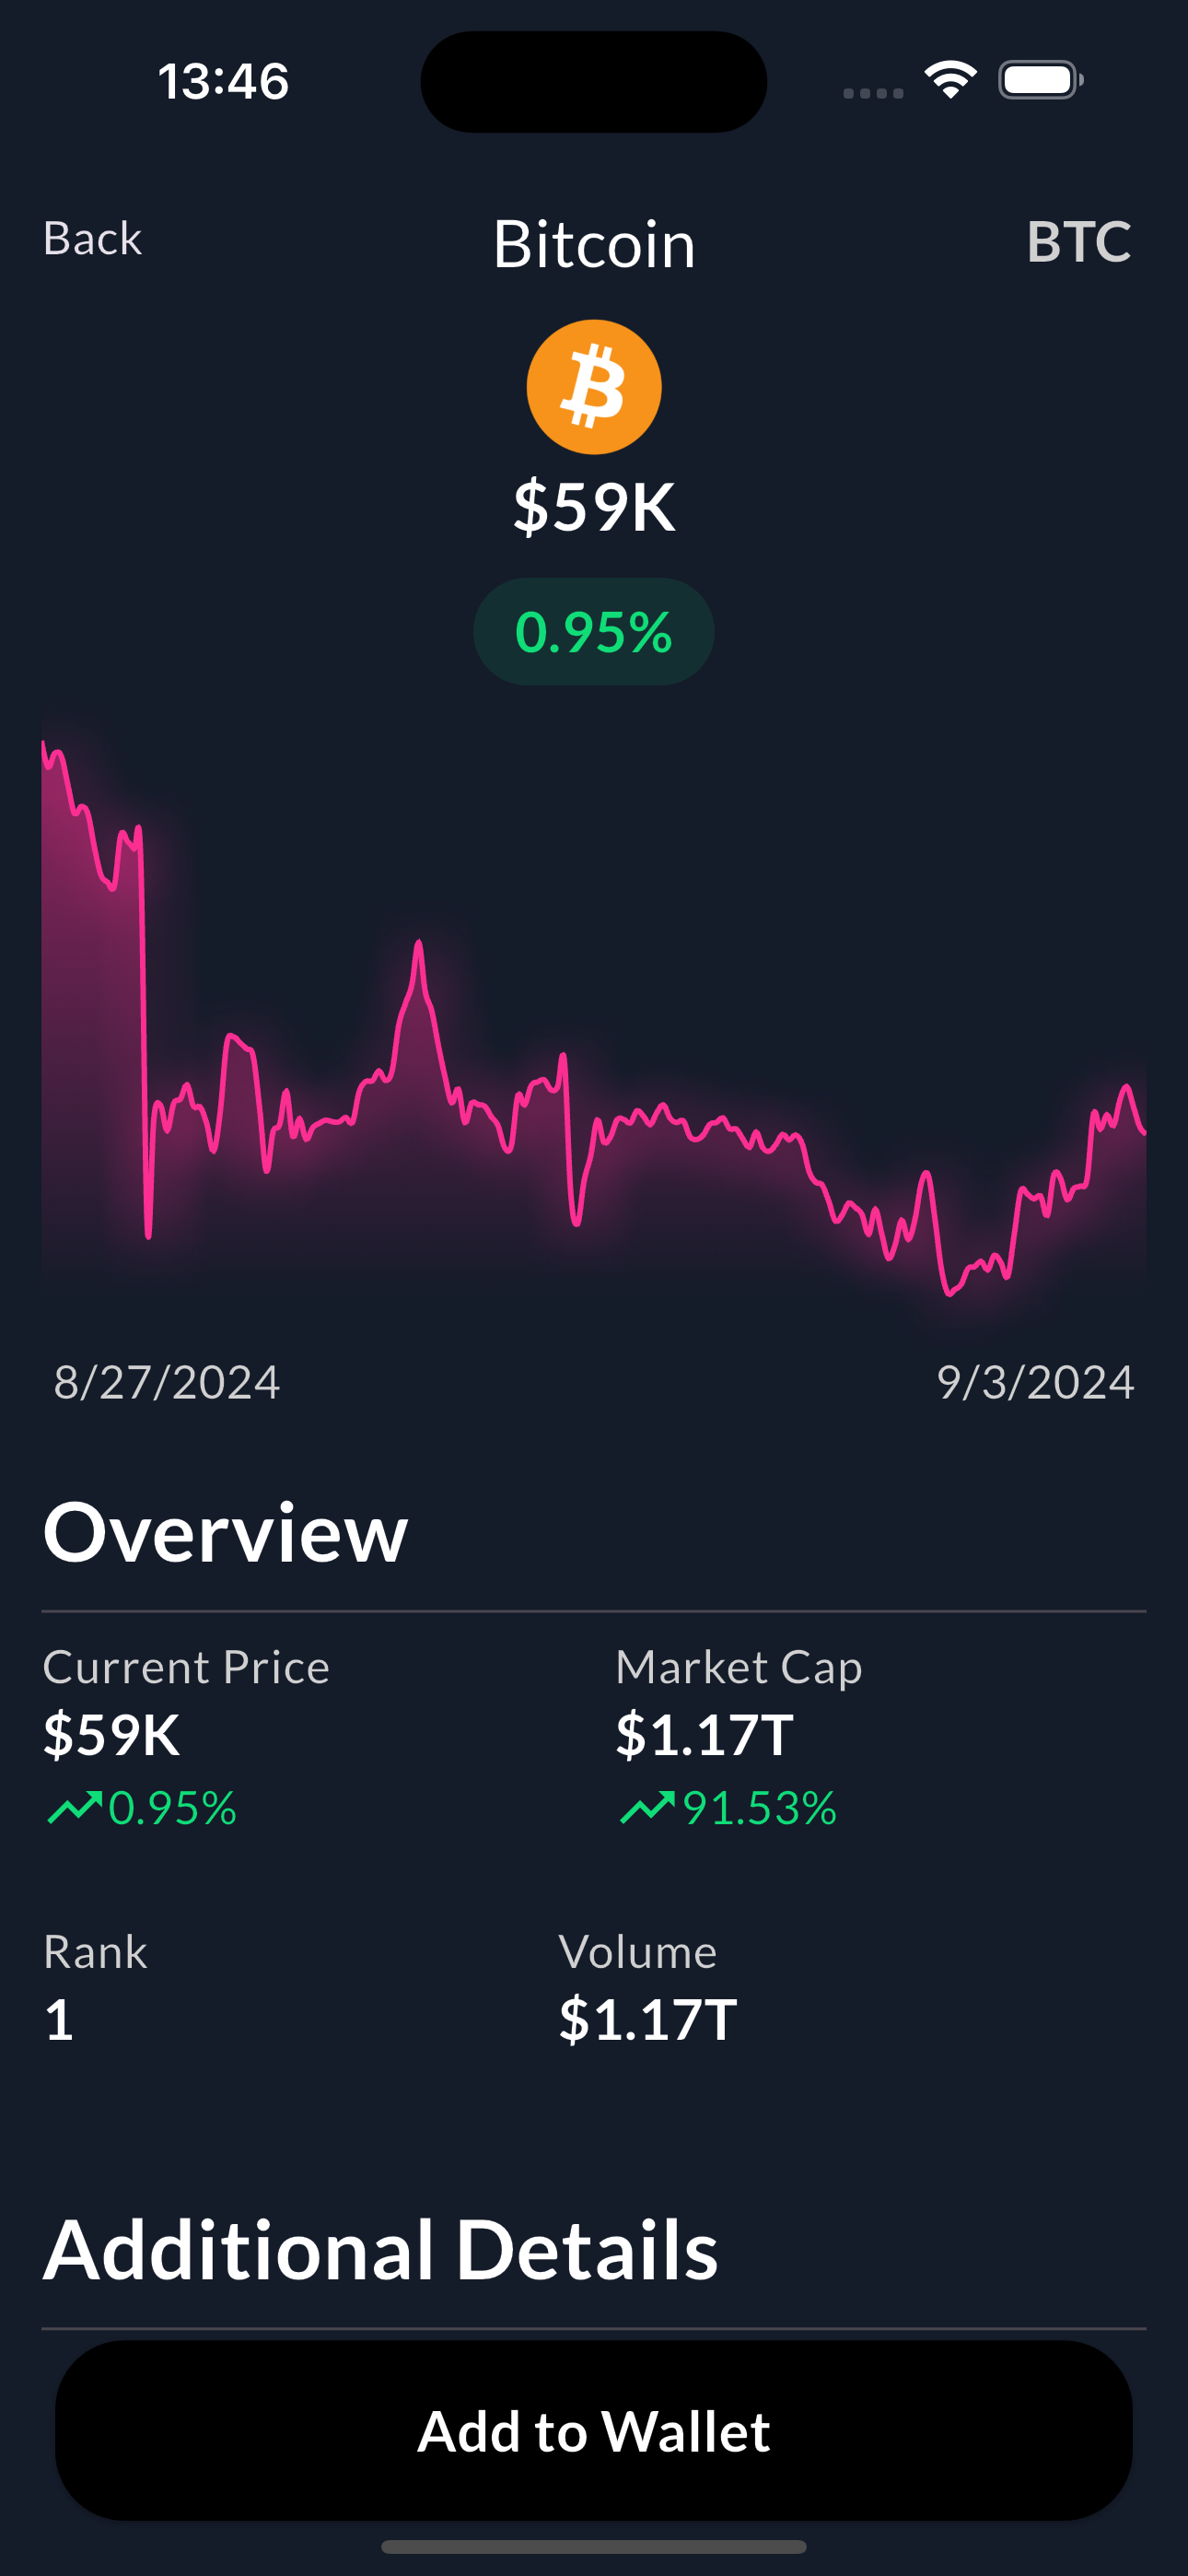 13:46
Back Bitcoin BTC
$59K
0.95%
8/27/2024 9/3/2024
Overview
Current Price Market Cap
$59K $1.17T
0.95% 91.53%
Rank Volume
1 $1.17T
Additional Details
Add to Wallet